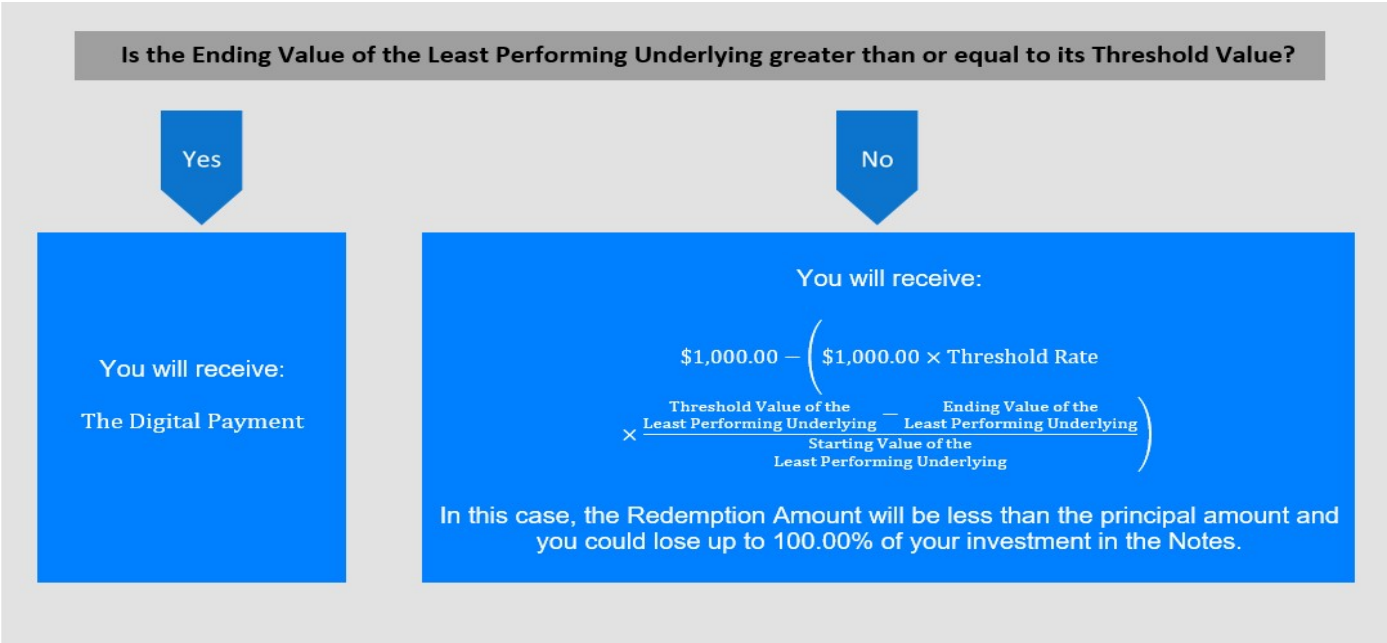 Is the Ending Value of the Least Performing Underlying greater than or equal to its Threshold Value?
Yes
No
You will receive:
The Digital Payment
You will receive:
$1,000.00 − ( $1,000.00 × Threshold Rate
× Threshold Value of the Least Performing Underlying − Ending Value of the Least Performing Underlying
Starting Value of the
Least Performing Underlying )
In this case, the Redemption Amount will be less than the principal amount and
you could lose up to 100.00% of your investment in the Notes.